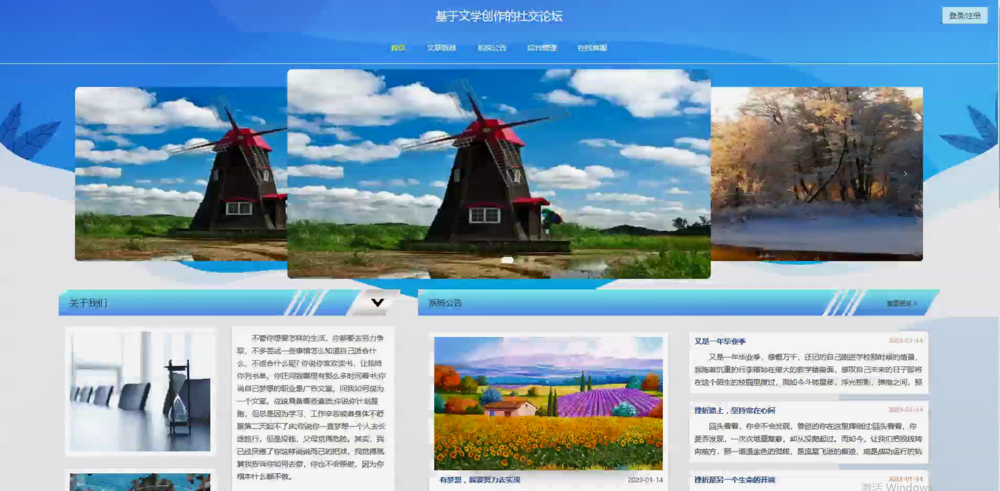 基于文学创作的社交论坛
登录/注册
首页
文章信息
系统公告
后台管理
在线客服
关于我们
不管你想要怎样的生活，你都要去努力争
取，不多尝试一些事情怎么知道自己适合什
么、不适合什么呢？你说你喜欢读书，让我给
你列书单，你还问我哪里有那么多时间看书;你
说自己梦想的职业是广告文案，问我如何成为
一个文案，应该具备哪些素质;你说你计划晨
跑，但总是因为学习、工作辛苦或者身体不舒
服第二天起不了床;你说你一直梦想一个人去长
途旅行，但是没钱，父母觉得危险。其实，我
已经厌倦了你这样说说而已的把戏，我觉得就
算我告诉你如何去做，你也不会照做，因为你
根本什么都不做。
系统公告
查看更多
有梦想，就要努力去实现
2023-01-14
又是一年毕业季
2023-01-14
又是一年毕业季，感慨万千，还记的自己刚进学校那时候的情景，
我拖着沉重的行李箱站在偌大的教学楼前面，感叹自己未来的日子即将
在这个陌生的校园里度过，而如今斗转星移，浮光掠影，弹指之间，那
挫折路上，坚持常在心间
2023-01-14
回头看看，你会不会发现，曾经的你在这里摔倒过;回头看看，你
是否发现，一次次地重复着，却从没爬起过。而如今，让我们把视线转
向前方，那一道道金色的弧线，是流星飞逝的痕迹，或是成功运行的轨
挫折是另一个生命的开端
2023-01-14
激活 Windows